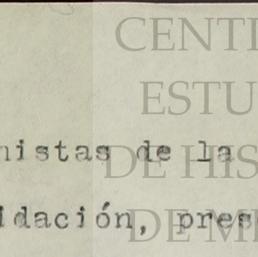 CENT
ESTU
nistas de la
DE HIS
idación, pres
DE M